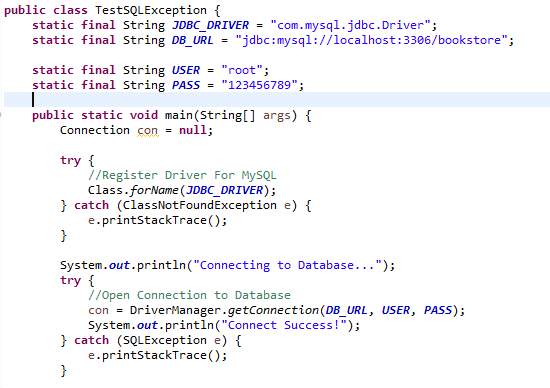 public class TestSQLException {
    static final String JDBC_DRIVER = "com.mysql.jdbc.Driver";
    static final String DB_URL = "jdbc:mysql://localhost:3306/bookstore";

    static final String USER = "root";
    static final String PASS = "123456789";

    public static void main(String[] args) {
        Connection con = null;

        try {
            //Register Driver For MySQL
            Class.forName(JDBC_DRIVER);
        } catch (ClassNotFoundException e) {
            e.printStackTrace();
        }

        System.out.println("Connecting to Database...");
        try {
            //Open Connection to Database
            con = DriverManager.getConnection(DB_URL, USER, PASS);
            System.out.println("Connect Success!");
        } catch (SQLException e) {
            e.printStackTrace();
        }